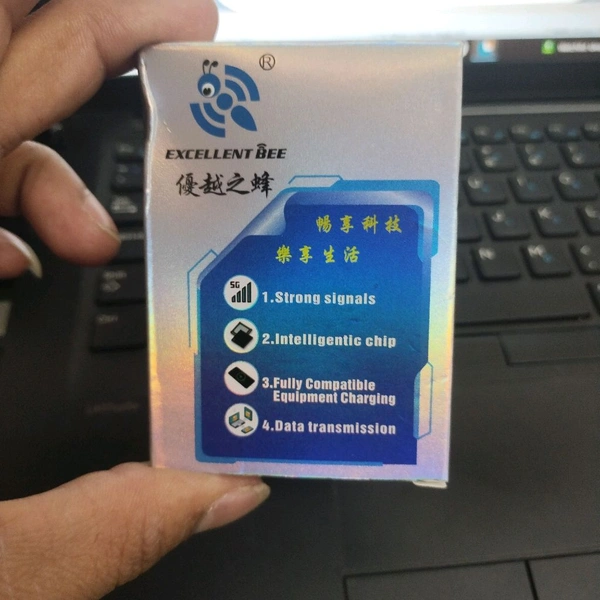 ®
EXCELLENT BEE
優越之蜂
暢享科技
樂享生活
5G
1.Strong signals
2.Intelligentic chip
3.Fully Compatible
Equipment Charging
4.Data transmission